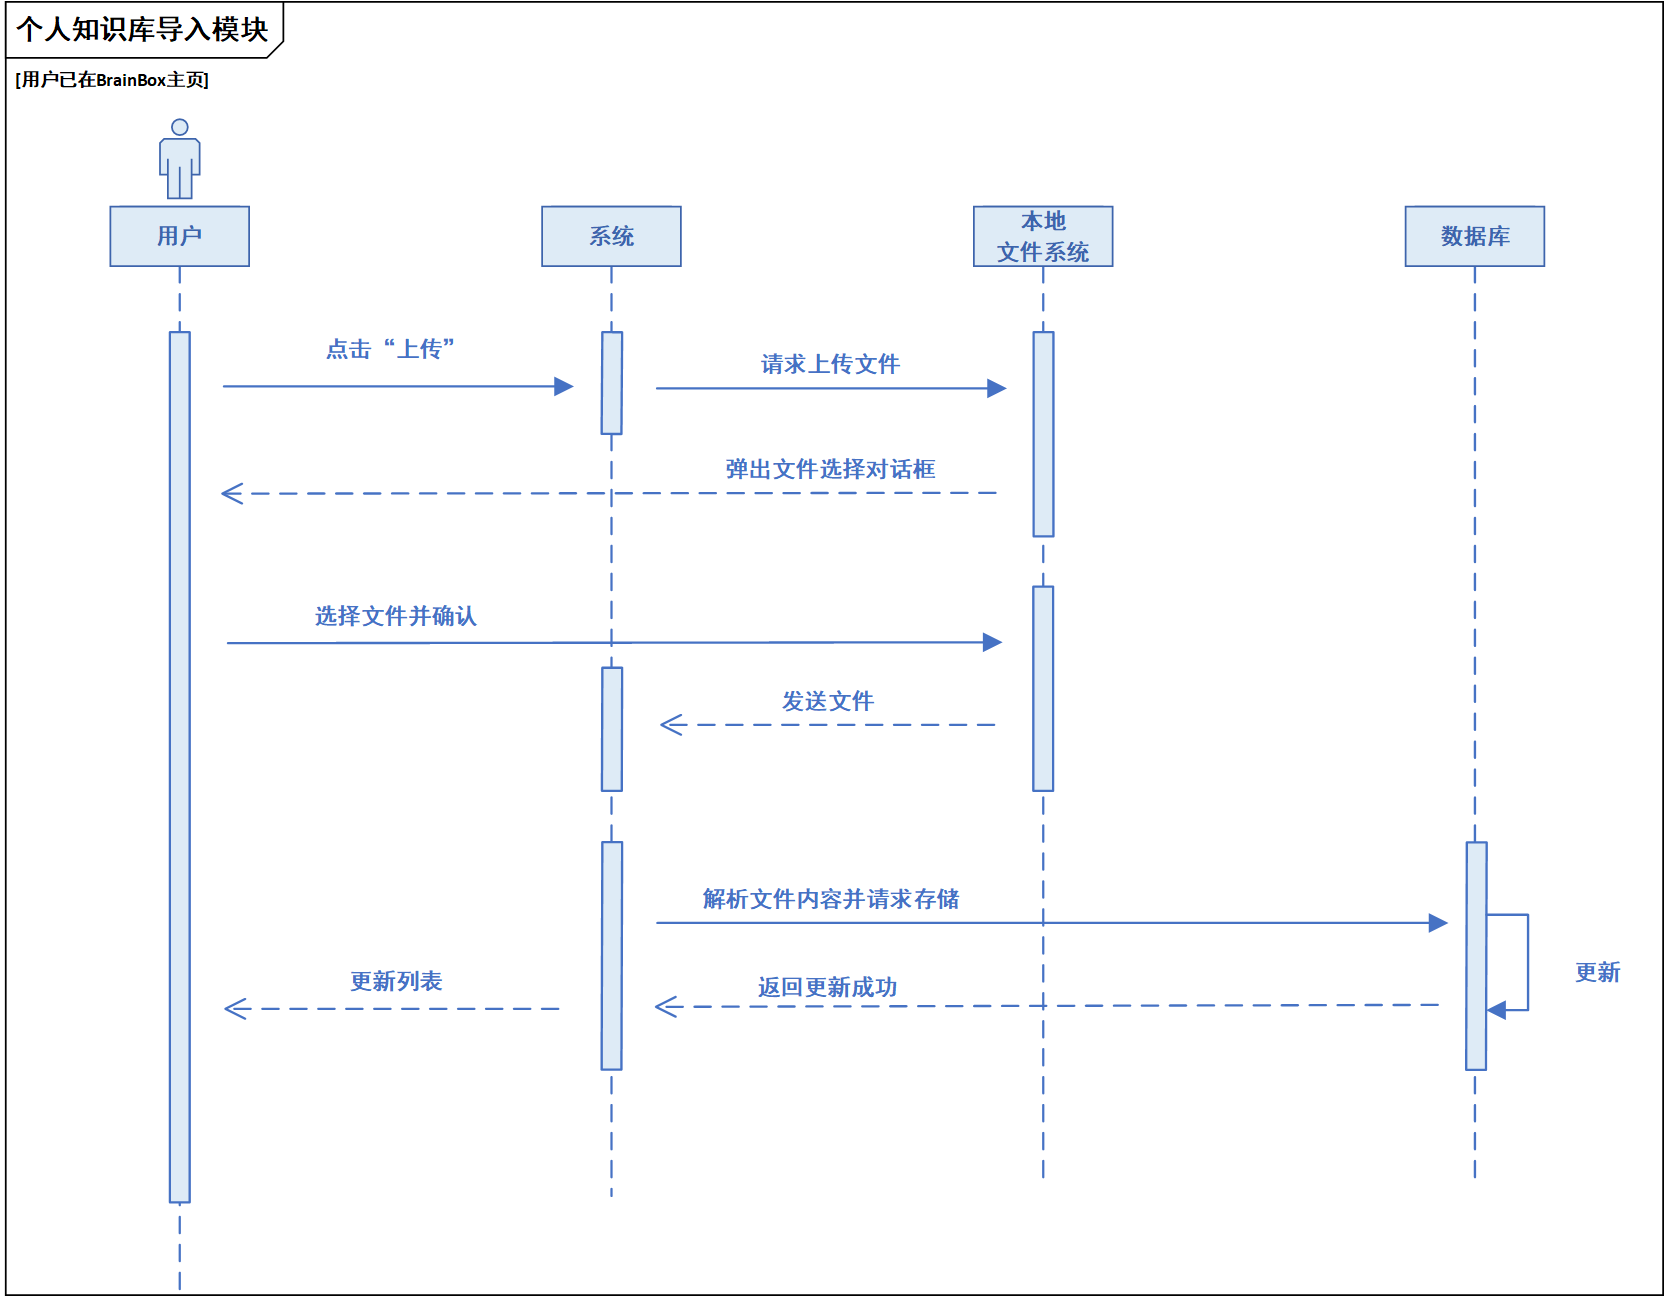 个人知识库导入模块
[用户已在BrainBox主页]
用户
系统
本地
文件系统
数据库
点击“上传”
请求上传文件
弹出文件选择对话框
选择文件并确认
发送文件
解析文件内容并请求存储
更新
更新列表
返回更新成功